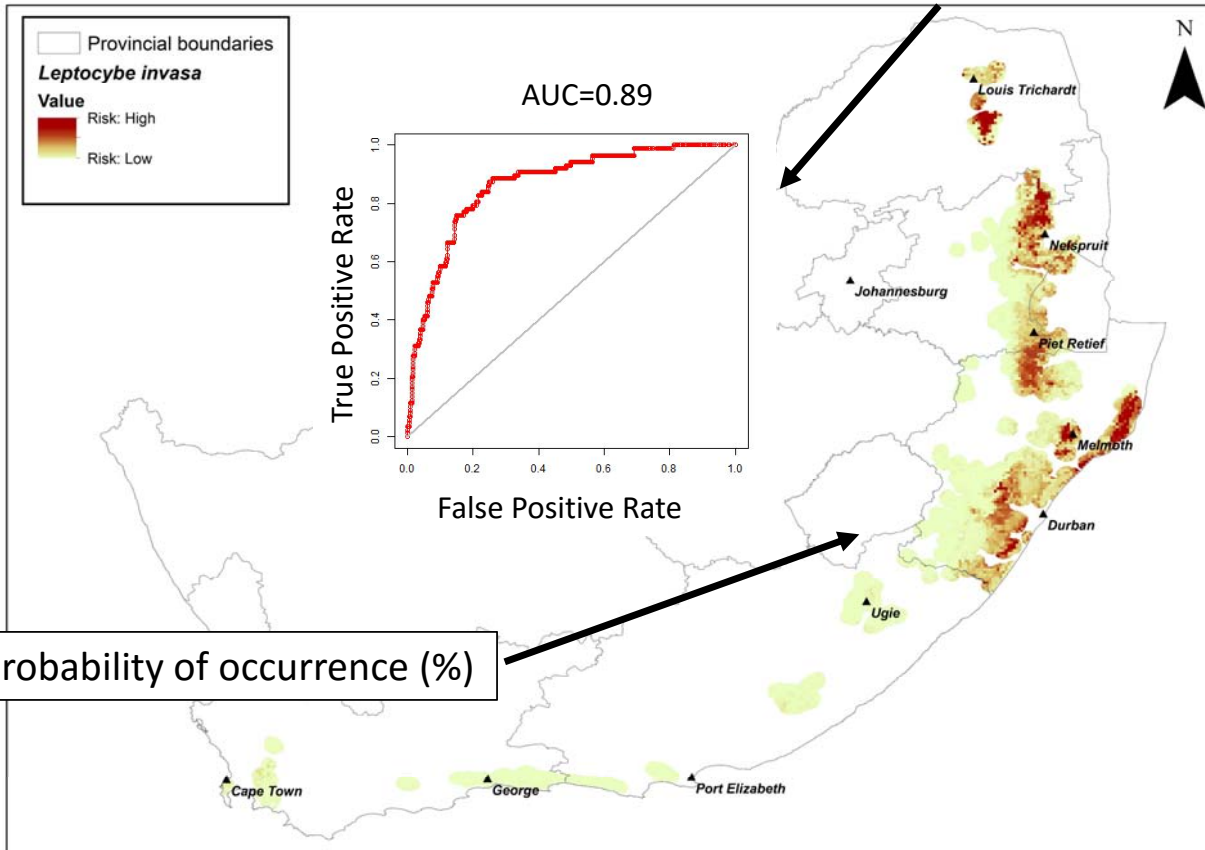 Provincial boundaries
Leptocybe invasa
Value
Risk: High
Risk: Low
AUC=0.89
True Positive Rate
0.0
0.2
0.4
0.6
0.8
1.0
0.0
0.2
0.4
0.6
0.8
1.0
False Positive Rate
N
Louis Trichardt
Nelspruit
Johannesburg
Piet Retief
Melmoth
Durban
Ugie
robability of occurrence (%)
Cape Town
George
Port Elizabeth